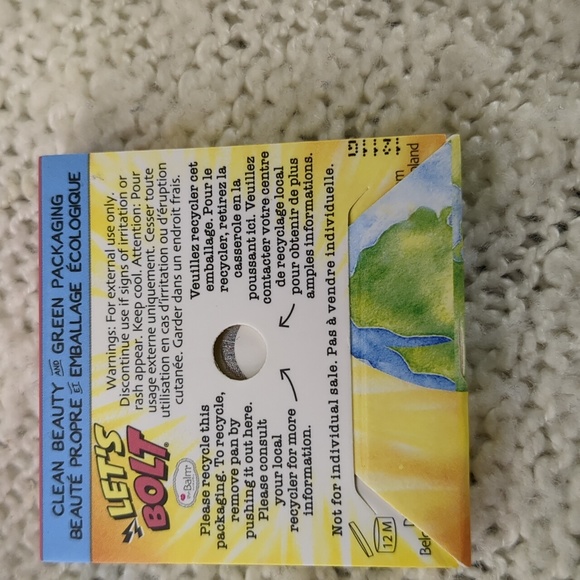 CLEAN BEAUTY AND GREEN PACKAGING
BEAUTÉ PROPRE ET EMBALLAGE ÉCOLOGIQUE
LET'S
BOLT
theBalm
Warnings: For external use only.
Discontinue use if signs of irritation or
rash appear. Keep cool. Attention: Pour
usage externe uniquement. Cesser toute
utilisation en cas d'irritation ou d'éruption
cutanée. Garder dans un endroit frais.
Please recycle this
packaging. To recycle,
remove pan by
pushing it out here.
Please consult
your local
recycler for more
information.
Veuillez recycler cet
emballage. Pour le
recycler, retirez la
casserole en la
poussant ici. Veuillez
contacter votre centre
de recyclage local
pour obtenir de plus
amples informations.
Not for individual sale. Pas à vendre individuelle.
12 M